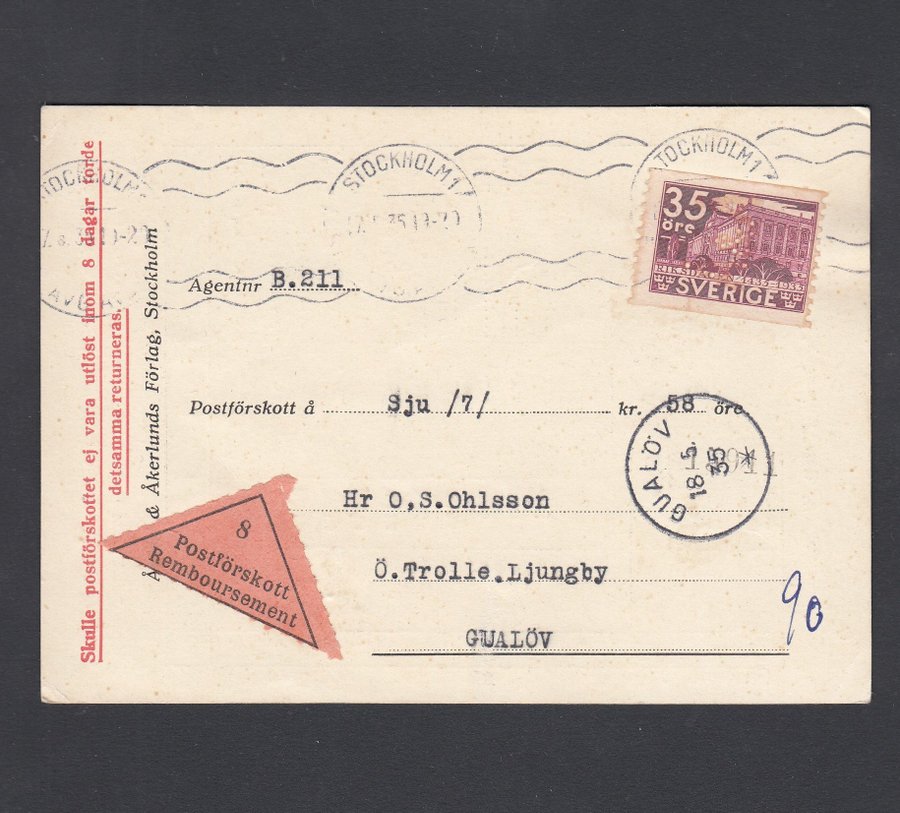 Skulle postförskottet ej vara utlöst inom 8 dagar torde
detsamma returneras.
& Åkerlunds Förlag, Stockholm
STOCKHOLM 1
35
öre
SVERIGE
Agentnr B.211
Postförskott å Sju /7/ kr. 58 öre
GUALÖV
18 5
35
Hr O,S.Ohlsson
Ö.Trolle.Ljungby
GUALÖV
8
Postförskott
Remboursement
90